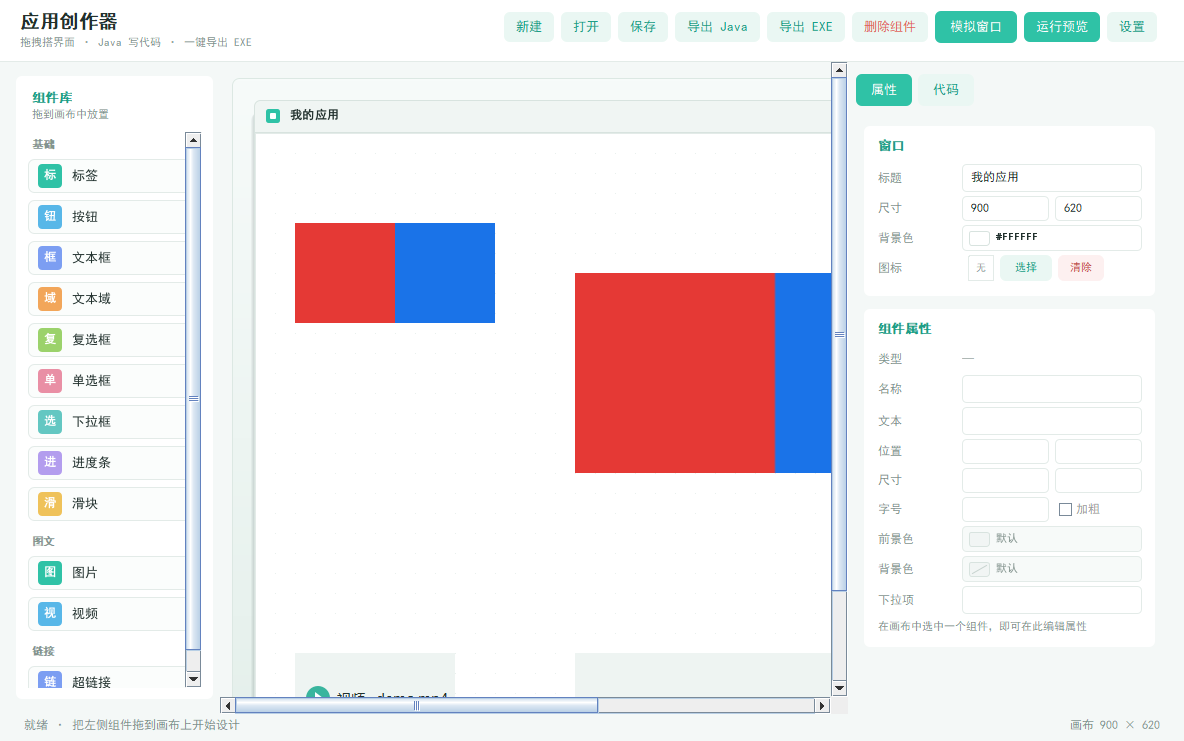 应用创作器
拖拽搭界面 · Java 写代码 · 一键导出 EXE
新建
打开
保存
导出 Java
导出 EXE
删除组件
模拟窗口
运行预览
设置
组件库
拖到画布中放置
基础
标 标签
钮 按钮
框 文本框
域 文本域
复 复选框
单 单选框
选 下拉框
进 进度条
滑 滑块
图文
图 图片
视 视频
链接
链 超链接
我的应用
属性
代码
窗口
标题 我的应用
尺寸 900 620
背景色 #FFFFFF
图标 无 选择 清除
组件属性
类型 —
名称
文本
位置
尺寸
字号 加粗
前景色 默认
背景色 默认
下拉项
在画布中选中一个组件，即可在此编辑属性
就绪 · 把左侧组件拖到画布上开始设计
画布 900 × 620